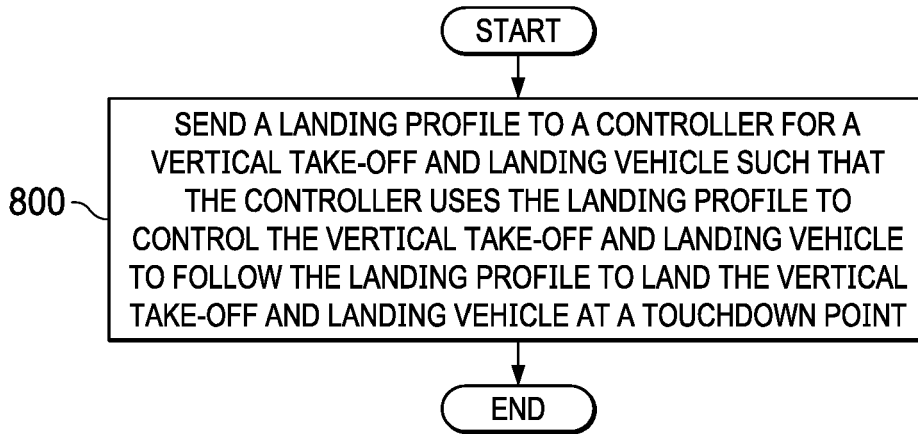 START
SEND A LANDING PROFILE TO A CONTROLLER FOR A
VERTICAL TAKE-OFF AND LANDING VEHICLE SUCH THAT
THE CONTROLLER USES THE LANDING PROFILE TO
800
CONTROL THE VERTICAL TAKE-OFF AND LANDING VEHICLE
TO FOLLOW THE LANDING PROFILE TO LAND THE VERTICAL
TAKE-OFF AND LANDING VEHICLE AT A TOUCHDOWN POINT
END